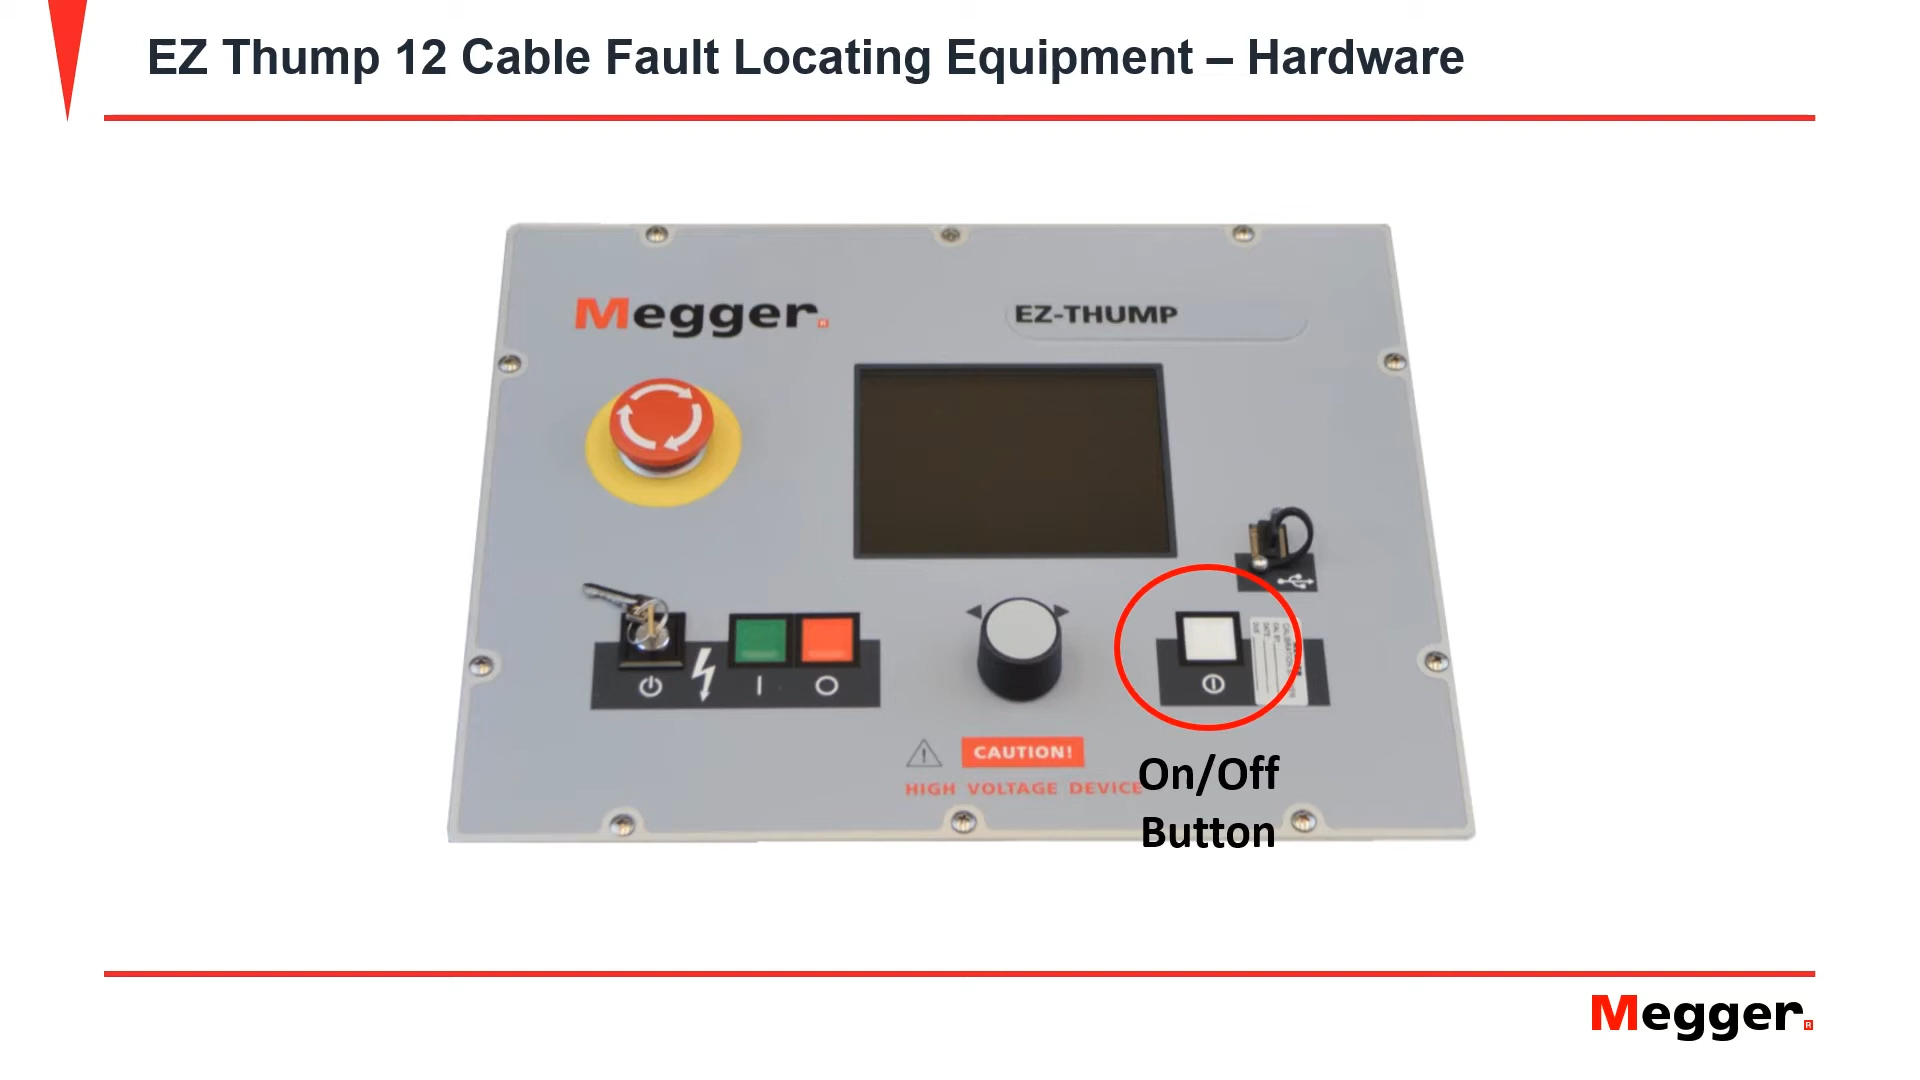 EZ Thump 12 Cable Fault Locating Equipment – Hardware
Megger.
EZ-THUMP
CAUTION!
HIGH VOLTAGE DEVICE
On/Off
Button
Megger.